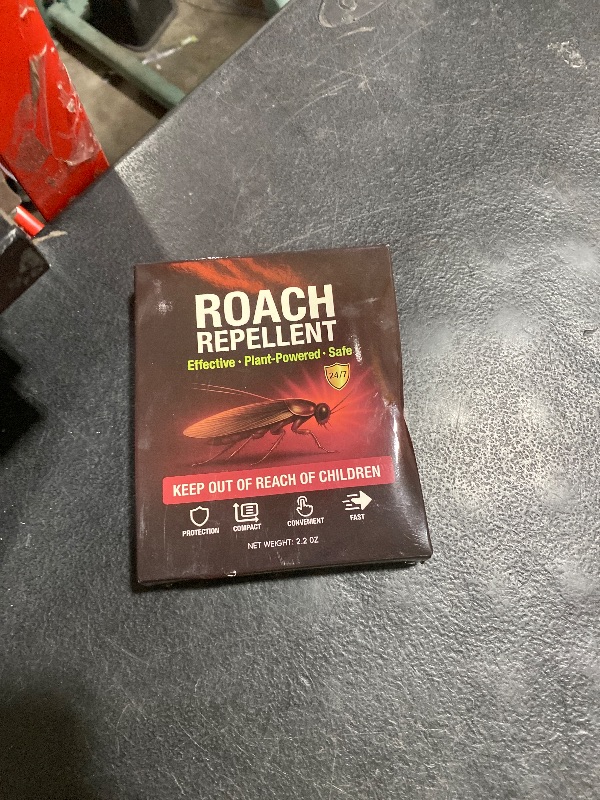 ROACH
REPELLENT
Effective · Plant-Powered · Safe
24/7
KEEP OUT OF REACH OF CHILDREN
PROTECTION COMPACT CONVENIENT FAST
NET WEIGHT: 2.2 OZ